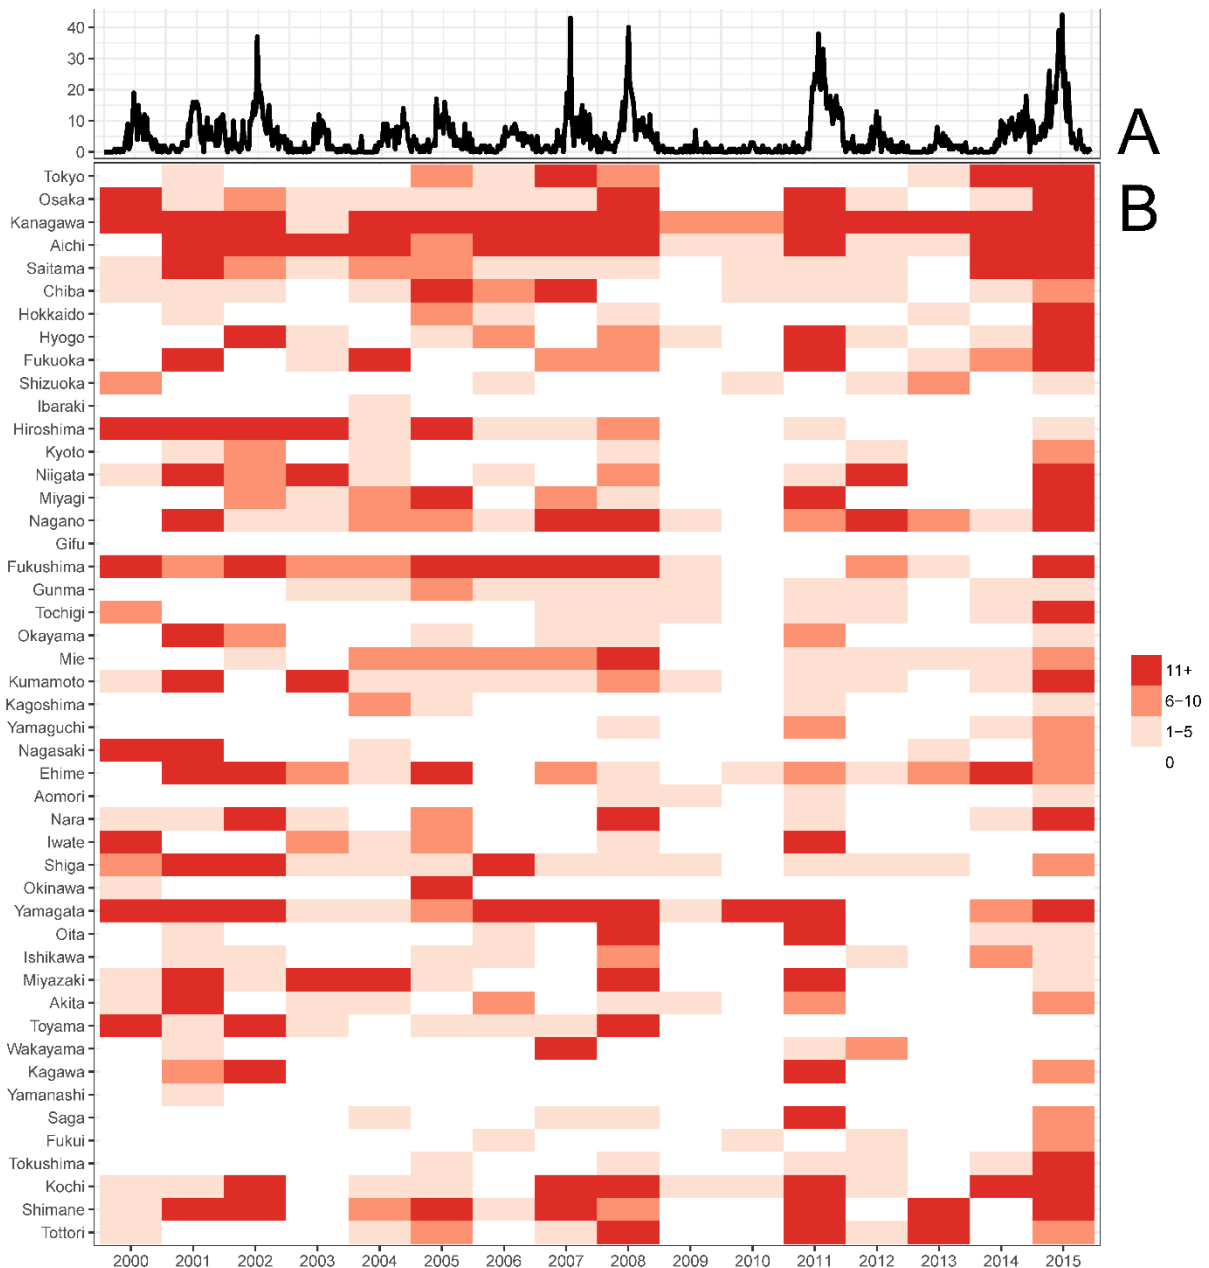 40
30
20
10
0
A
B
Tokyo
Osaka
Kanagawa
Aichi
Saitama
Chiba
Hokkaido
Hyogo
Fukuoka
Shizuoka
Ibaraki
Hiroshima
Kyoto
Niigata
Miyagi
Nagano
Gifu
Fukushima
Gunma
Tochigi
Okayama
Mie
Kumamoto
Kagoshima
Yamaguchi
Nagasaki
Ehime
Aomori
Nara
Iwate
Shiga
Okinawa
Yamagata
Oita
Ishikawa
Miyazaki
Akita
Toyama
Wakayama
Kagawa
Yamanashi
Saga
Fukui
Tokushima
Kochi
Shimane
Tottori
11+
6−10
1−5
0
2000 2001 2002 2003 2004 2005 2006 2007 2008 2009 2010 2011 2012 2013 2014 2015